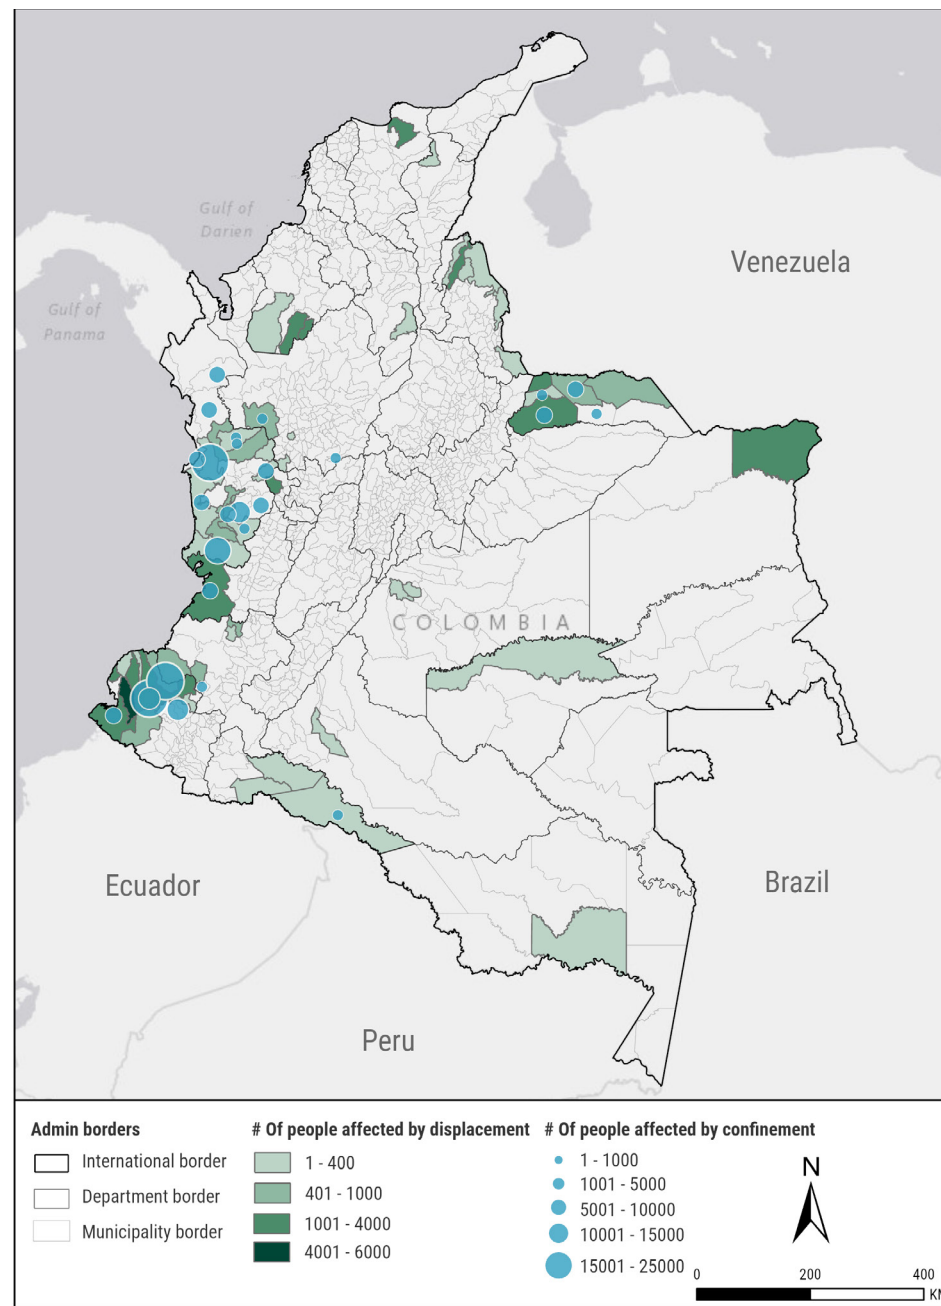 Gulf of
Darien
Venezuela
Gulf of
Panama
COLOMBIA
Ecuador
Brazil
Peru
Admin borders
International border
Department border
Municipality border
# Of people affected by displacement
1 - 400
401 - 1000
1001 - 4000
4001 - 6000
# Of people affected by confinement
1 - 1000
1001 - 5000
5001 - 10000
10001 - 15000
15001 - 25000
N
0 200 400